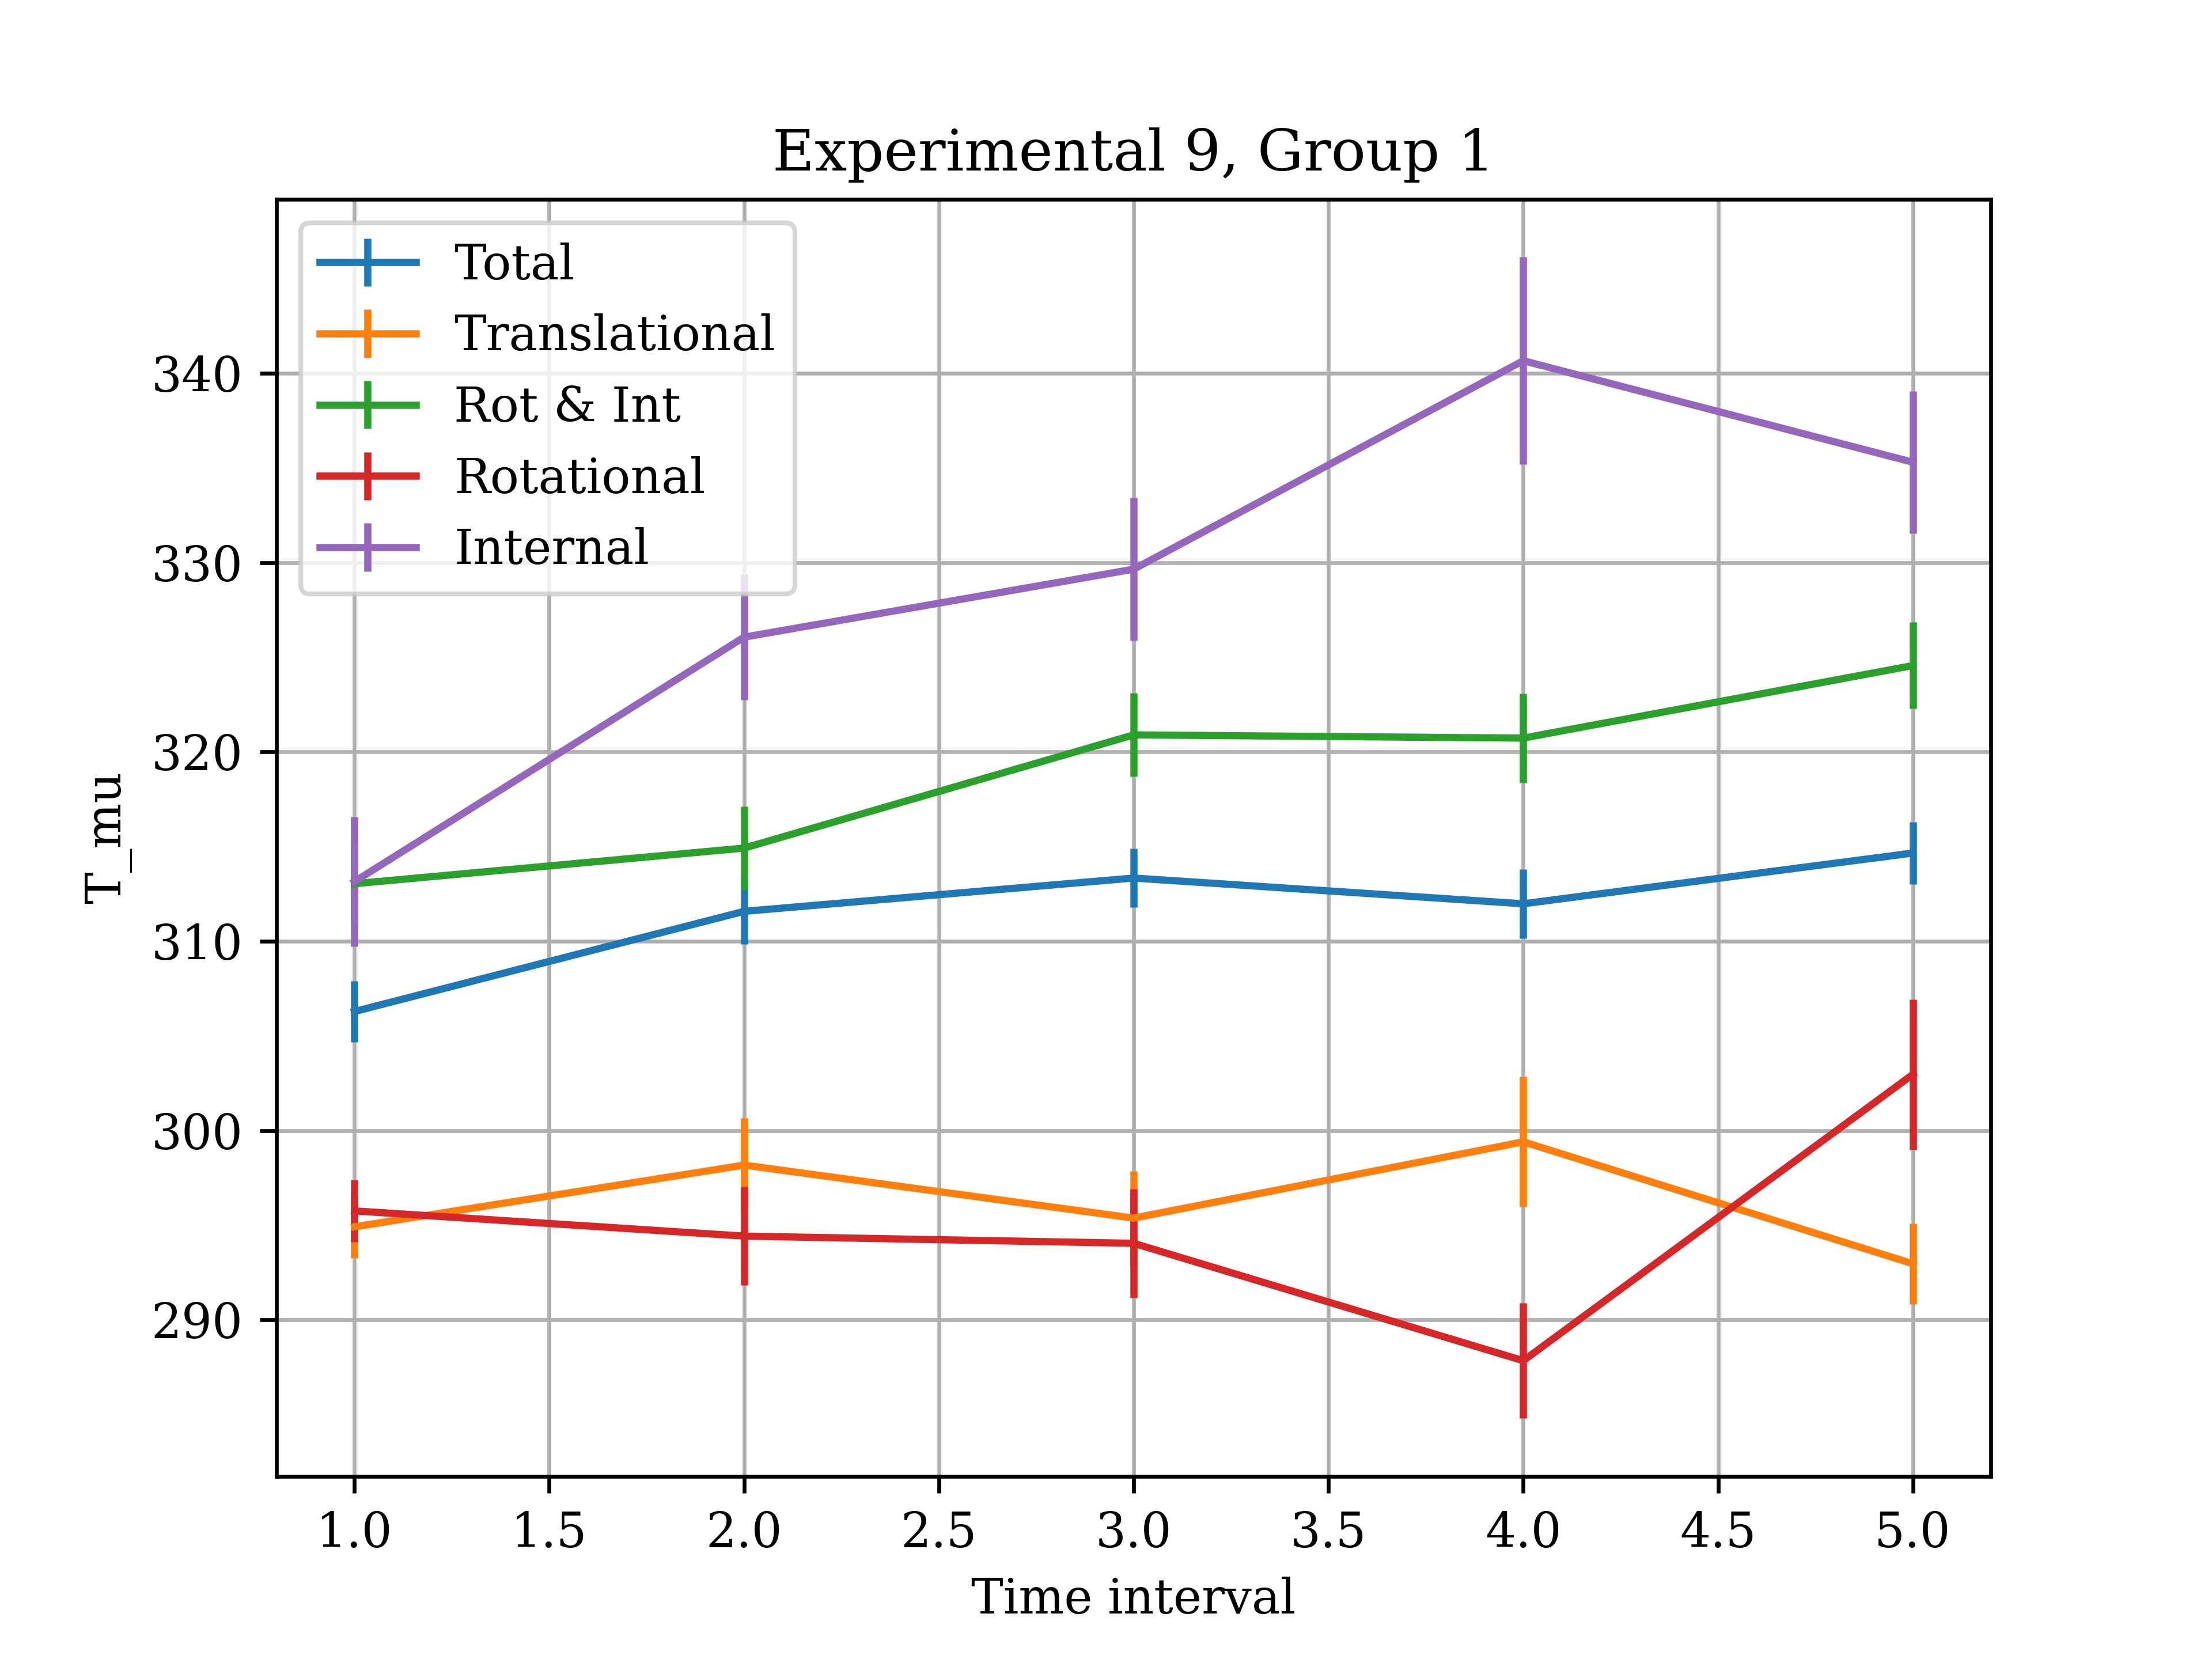 Experimental 9, Group 1
Total
Translational
Rot & Int
Rotational
Internal
T_mu
340
330
320
310
300
290
1.0 1.5 2.0 2.5 3.0 3.5 4.0 4.5 5.0
Time interval